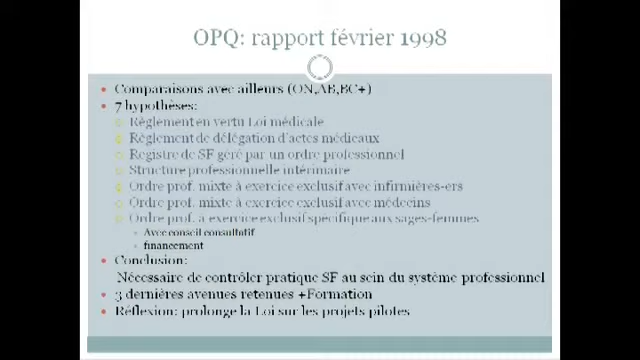 OPQ: rapport février 1998
Comparaisons avec ailleurs (ON,AB,BC+)
7 hypothèses:
Règlement en vertu Loi médicale
Règlement de délégation d'actes médicaux
Registre de SF géré par un ordre professionnel
Structure professionnelle intérimaire
Ordre prof. mixte à exercice exclusif avec infirmières-ers
Ordre prof. mixte à exercice exclusif avec médecins
Ordre prof. à exercice exclusif spécifique aux sages-femmes
Avec conseil consultatif
financement
Conclusion:
Nécessaire de contrôler pratique SF au sein du système professionnel
3 dernières avenues retenues +Formation
Réflexion: prolonge la Loi sur les projets pilotes